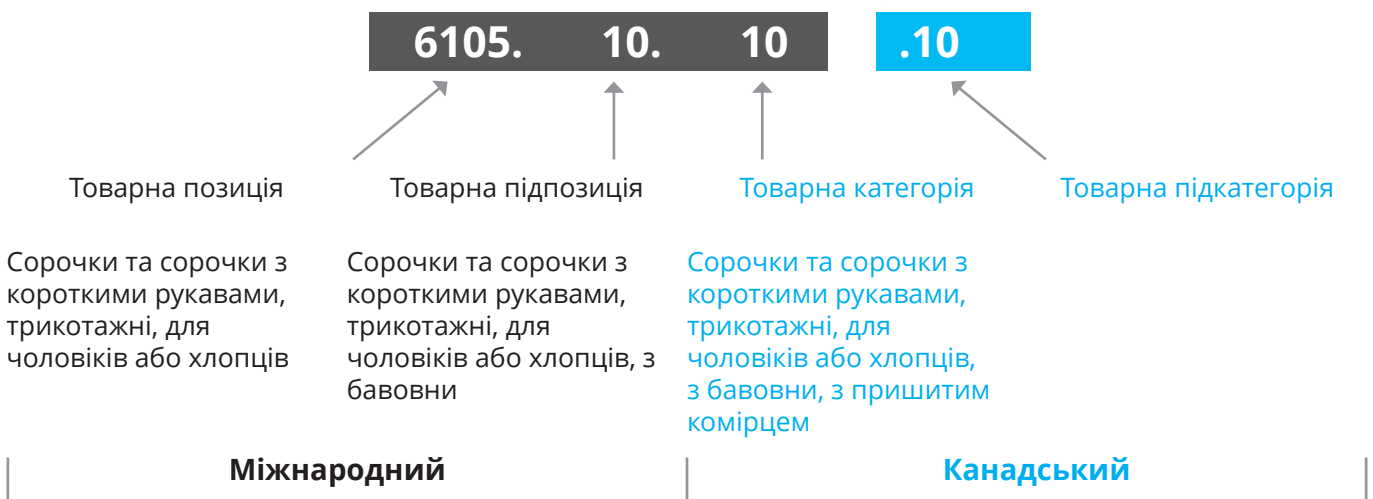 6105. 10. 10 .10
Товарна позиція
Товарна підпозиція
Товарна категорія
Товарна підкатегорія
Сорочки та сорочки з
короткими рукавами,
трикотажні, для
чоловіків або хлопців
Сорочки та сорочки з
короткими рукавами,
трикотажні, для
чоловіків або хлопців, з
бавовни
Сорочки та сорочки з
короткими рукавами,
трикотажні, для
чоловіків або хлопців,
з бавовни, з пришитим
комірцем
Міжнародний
Канадський